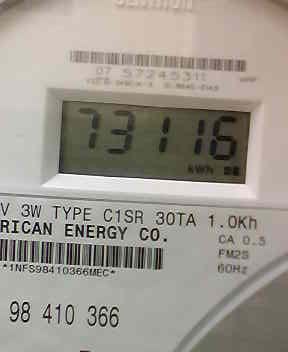 07 57245311
73116
kWh
V 3W TYPE C1SR 30TA 1.0Kh
RICAN ENERGY CO.
CA 0.5
FM2S
*1NFS98410366MEC*
60Hz
98 410 366